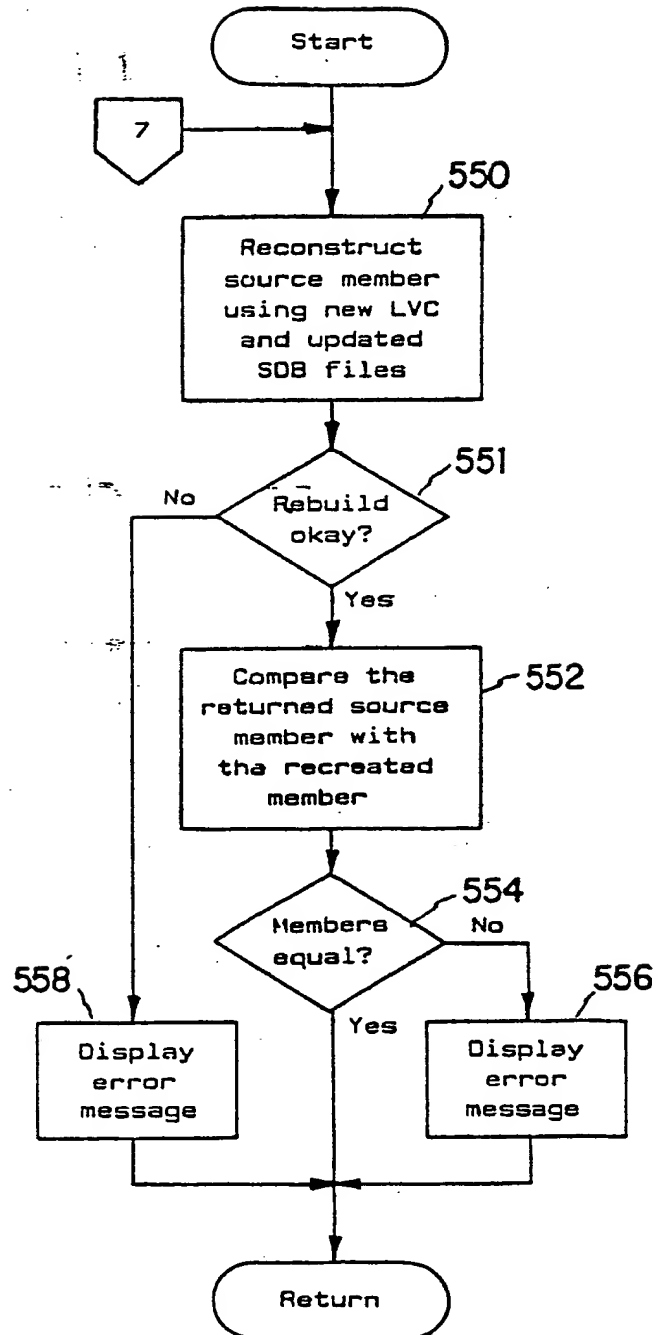 Start
7
550
Reconstruct
source member
using new LVC
and updated
SDB files
551
No
Rebuild
okay?
Yes
Compare the
returned source
member with
the recreated
member
552
554
Members
equal?
No
Yes
558
556
Display
error
message
Display
error
message
Return